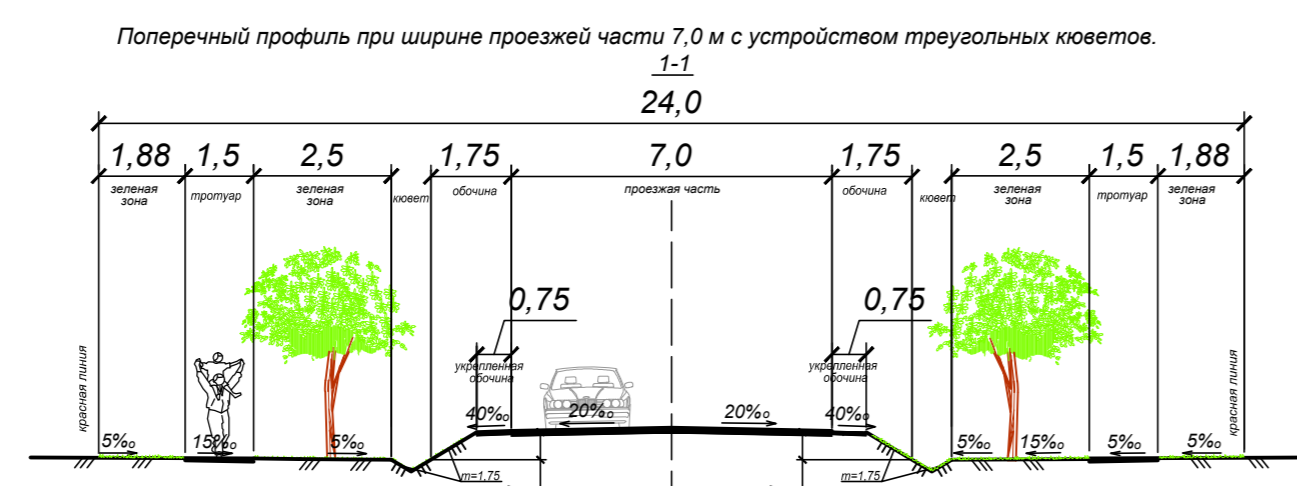 Поперечный профиль при ширине проезжей части 7,0 м с устройством треугольных кюветов.
1-1
24,0
1,88 1,5 2,5 1,75 7,0 1,75 2,5 1,5 1,88
зеленая зона
тротуар
зеленая зона
кювет
обочина
проезжая часть
обочина
кювет
зеленая зона
тротуар
зеленая зона
0,75 0,75
красная линия
укрепленная обочина
укрепленная обочина
красная линия
5‰ 15‰ 5‰ 40‰ 20‰ 20‰ 40‰ 5‰ 15‰ 5‰ 5‰
m=1.75 m=1.75